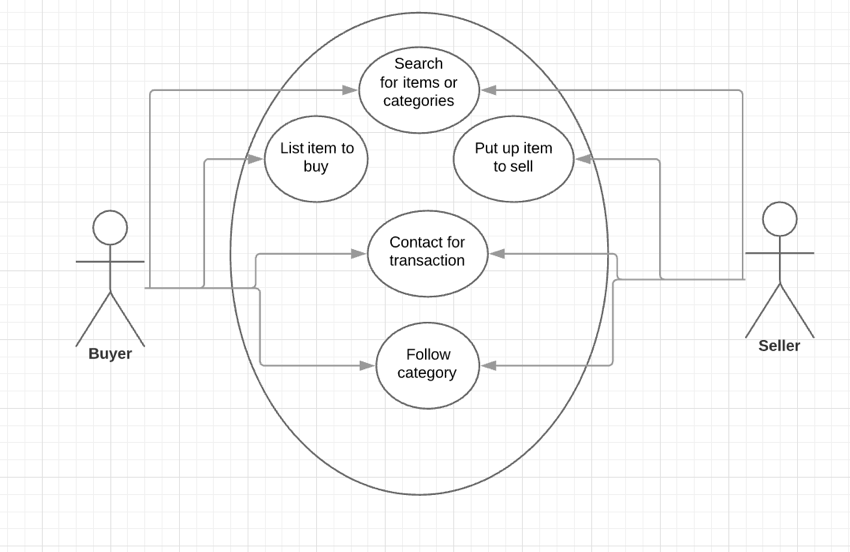 Search
for items or
categories
List item to
buy
Put up item
to sell
Contact for
transaction
Follow
category
Buyer
Seller